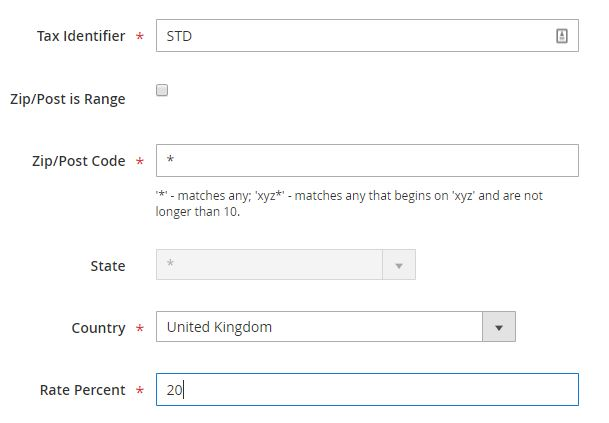 Tax Identifier * STD
Zip/Post is Range
Zip/Post Code * *
'*' - matches any; 'xyz*' - matches any that begins on 'xyz' and are not
longer than 10.
State *
Country * United Kingdom
Rate Percent * 20